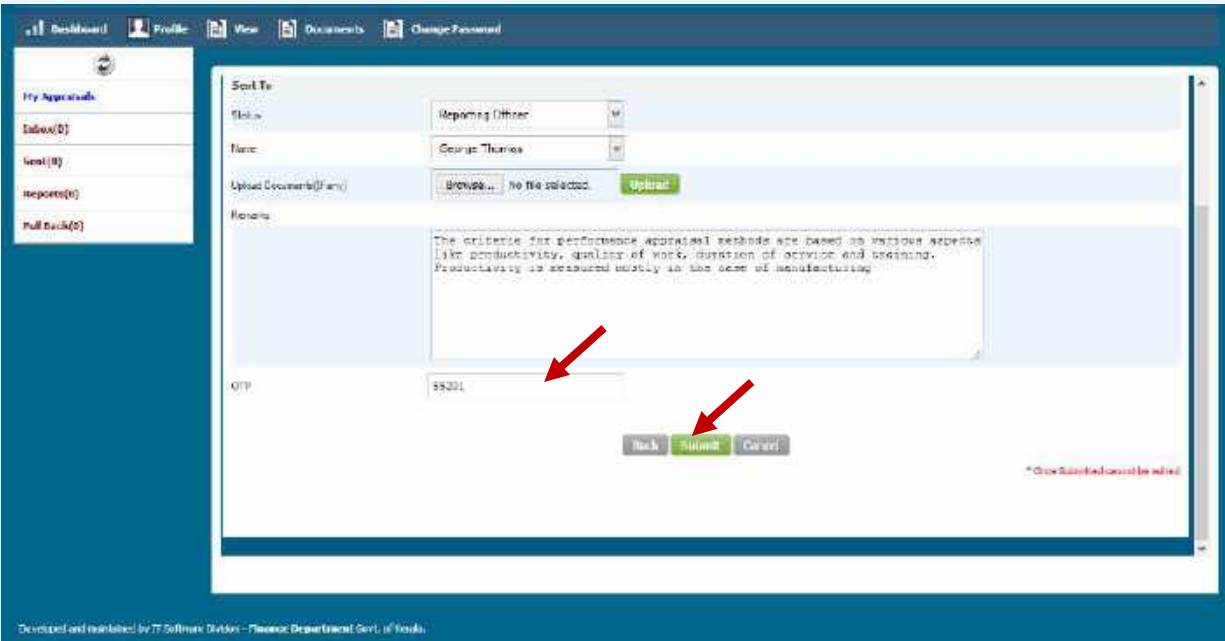 Dashboard Profile View Documents Change Password
My Appraisals
Inbox(0)
Sent(0)
Reports(0)
Pull Back(0)
Sent To
Status Reporting Officer
Name George Thomas
Upload Documents(If any) Browse... No file selected. Upload
Remarks
The criteria for performance appraisal methods are based on various aspects
like productivity, quality of work, duration of service and training.
Productivity is measured mostly in the case of manufacturing
OTP
Back Submit Cancel
* Once Submitted cannot be edited
Developed and maintained by IT Software Division - Finance Department Govt. of Kerala.